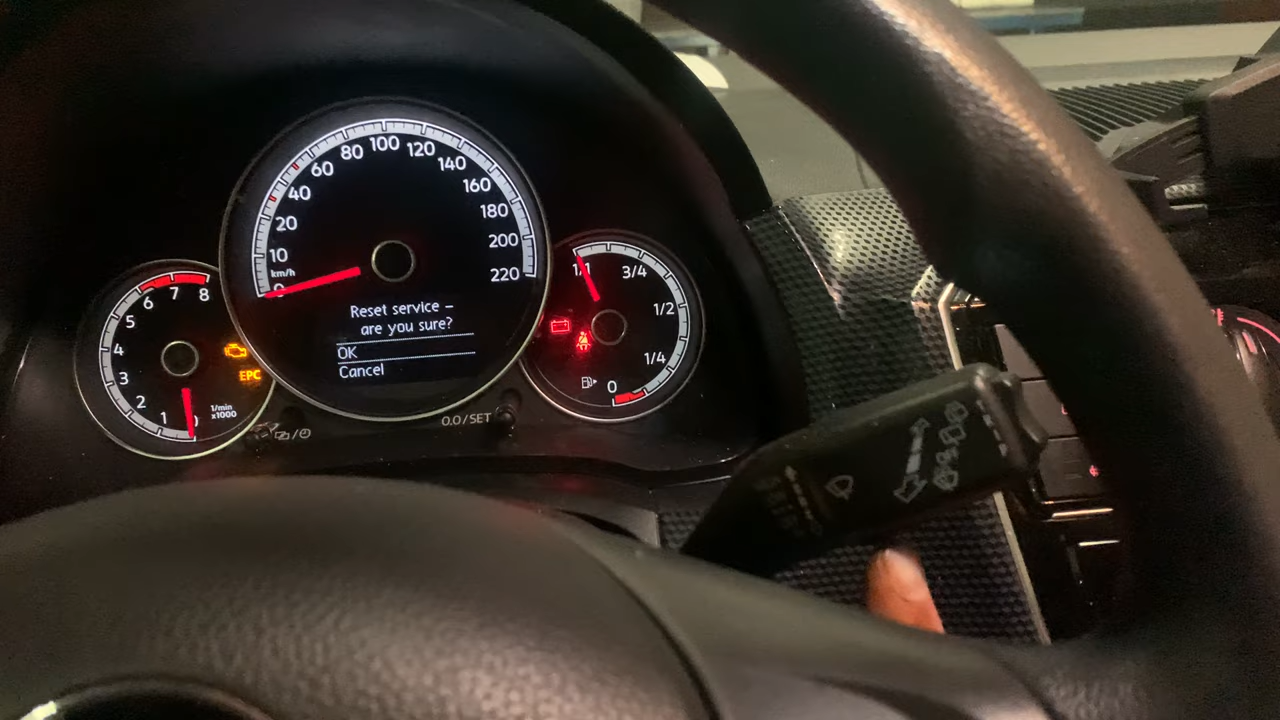 100
80
120
60
140
40
160
20
180
10
200
km/h
220
0
Reset service –
are you sure?
OK
Cancel
0.0/SET
8
7
6
5
4
3
2
1
1/min
x1000
EPC
1/1
3/4
1/2
1/4
0